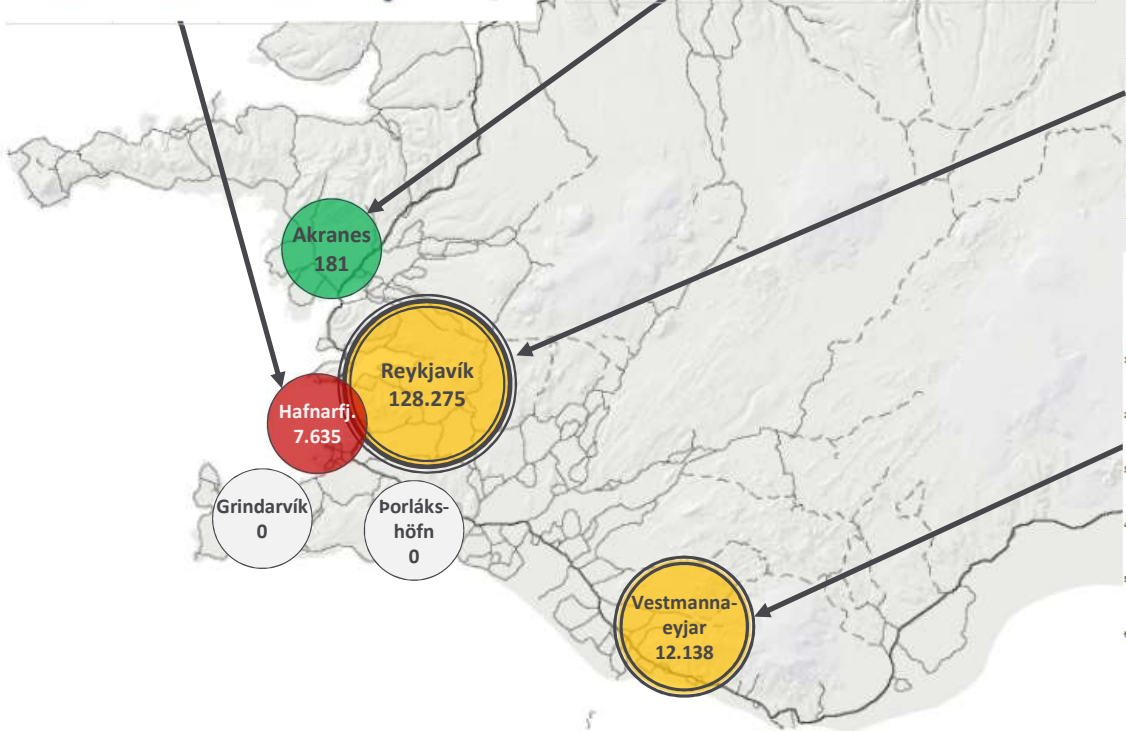 Akranes
181
Reykjavík
128.275
Hafnarfj.
7.635
Grindarvík
0
Þorláks-
höfn
0
Vestmanna-
eyjar
12.138